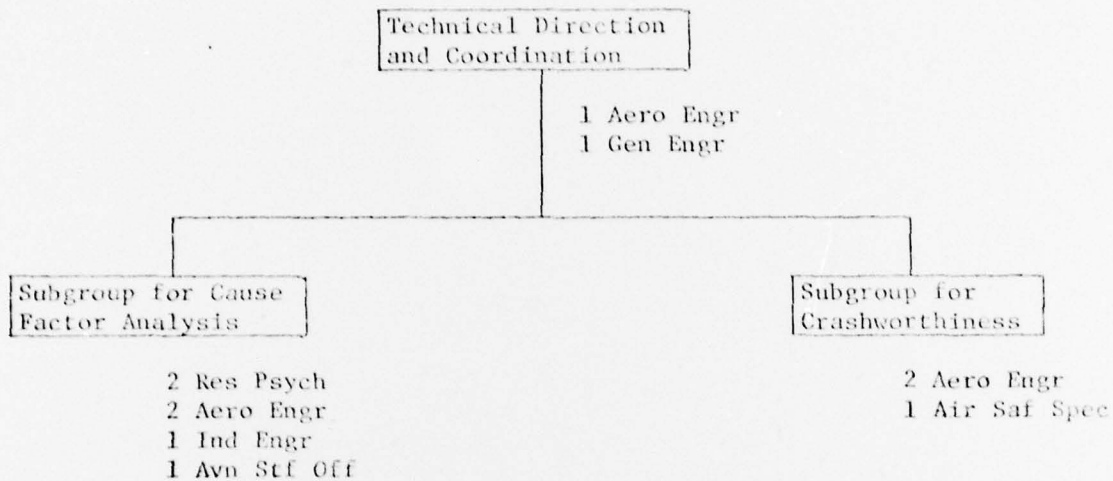 Technical Direction
and Coordination
1 Aero Engr
1 Gen Engr
Subgroup for Cause
Factor Analysis
2 Res Psych
2 Aero Engr
1 Ind Engr
1 Avn Stf Off
Subgroup for
Crashworthiness
2 Aero Engr
1 Air Saf Spec